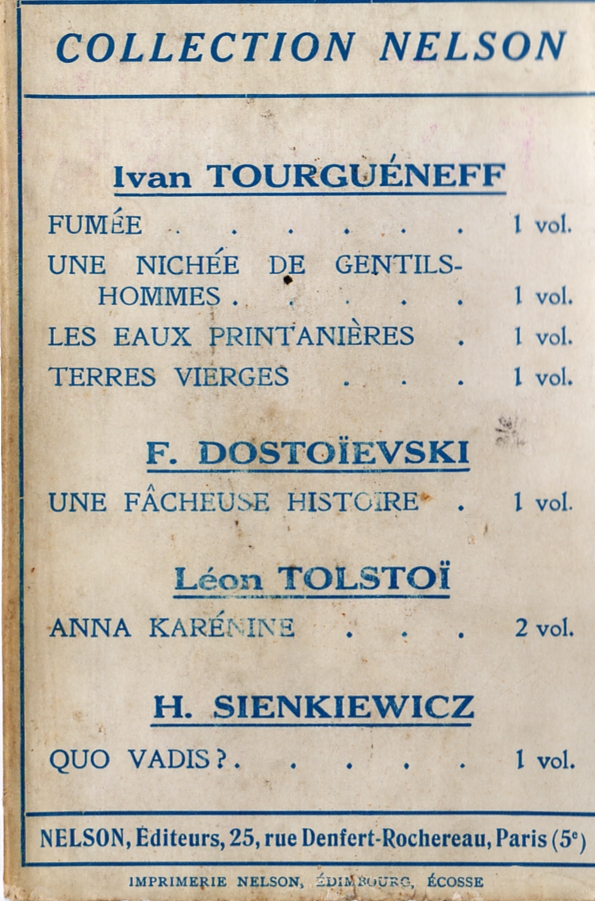 COLLECTION NELSON
Ivan TOURGUÉNEFF
FUMÉE . . . . . 1 vol.
UNE NICHÉE DE GENTILS-
HOMMES . . . . . 1 vol.
LES EAUX PRINTANIÈRES . 1 vol.
TERRES VIERGES . . . 1 vol.
F. DOSTOÏEVSKI
UNE FÂCHEUSE HISTOIRE . 1 vol.
Léon TOLSTOÏ
ANNA KARÉNINE . . . 2 vol.
H. SIENKIEWICZ
QUO VADIS ? . . . . . 1 vol.
NELSON, Éditeurs, 25, rue Denfert-Rochereau, Paris (5e)
IMPRIMERIE NELSON, ÉDIMBOURG, ÉCOSSE